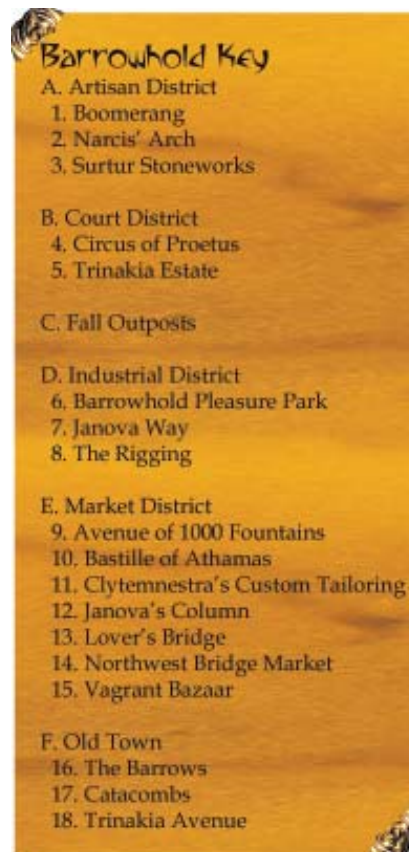 Barrowhold Key
A. Artisan District
1. Boomerang
2. Narcis' Arch
3. Surtur Stoneworks
B. Court District
4. Circus of Proetus
5. Trinakia Estate
C. Fall Outposts
D. Industrial District
6. Barrowhold Pleasure Park
7. Janova Way
8. The Rigging
E. Market District
9. Avenue of 1000 Fountains
10. Bastille of Athamas
11. Clytemnestra's Custom Tailoring
12. Janova's Column
13. Lover's Bridge
14. Northwest Bridge Market
15. Vagrant Bazaar
F. Old Town
16. The Barrows
17. Catacombs
18. Trinakia Avenue